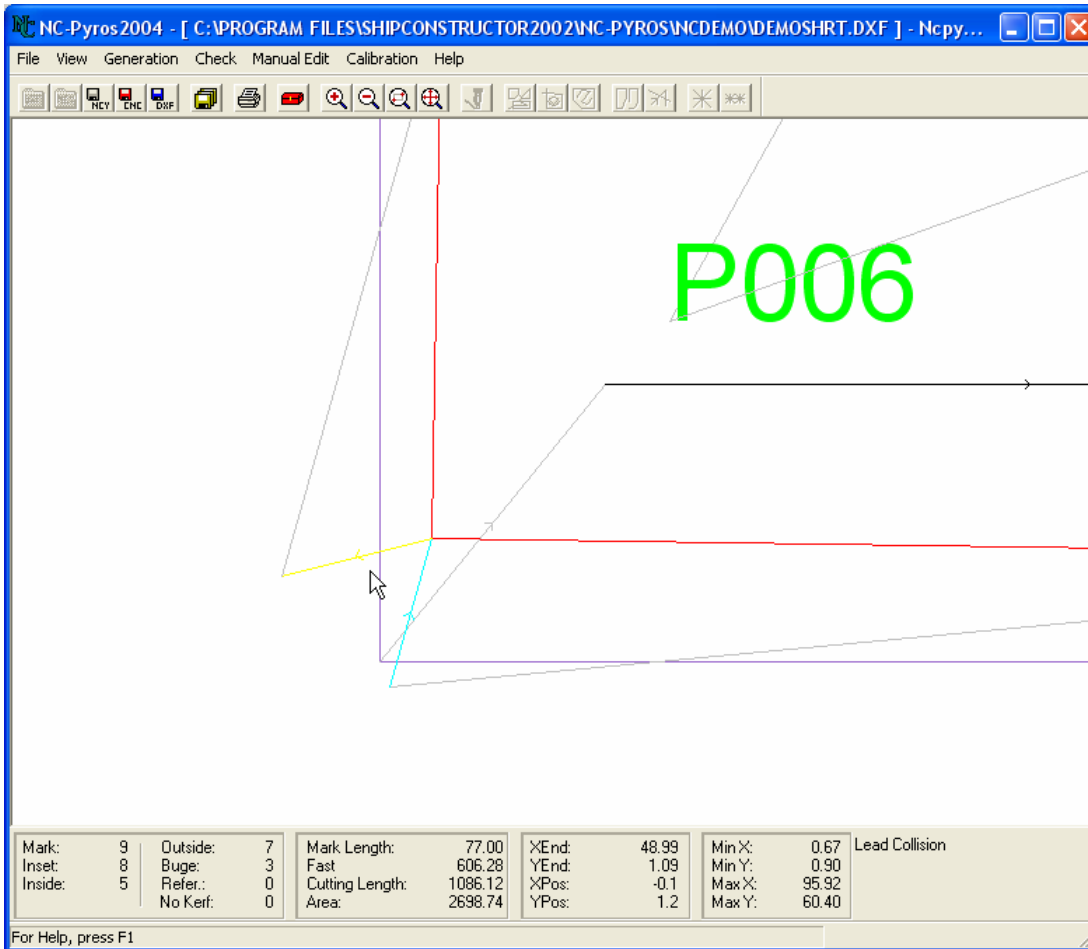 NC-Pyros2004 - [ C:\PROGRAM FILES\SHIPCONSTRUCTOR2002\NC-PYROS\NCDEMO\DEMOSHRT.DXF ] - Ncpy...
File View Generation Check Manual Edit Calibration Help
NCY CNC DXF
P006
Mark: 9 Outside: 7 Mark Length: 77.00 XEnd: 48.99 Min X: 0.67 Lead Collision
Inset: 8 Buge: 3 Fast 606.28 YEnd: 1.09 Min Y: 0.90
Inside: 5 Refer.: 0 Cutting Length: 1086.12 XPos: -0.1 Max X: 95.92
No Kerf: 0 Area: 2698.74 YPos: 1.2 Max Y: 60.40
For Help, press F1